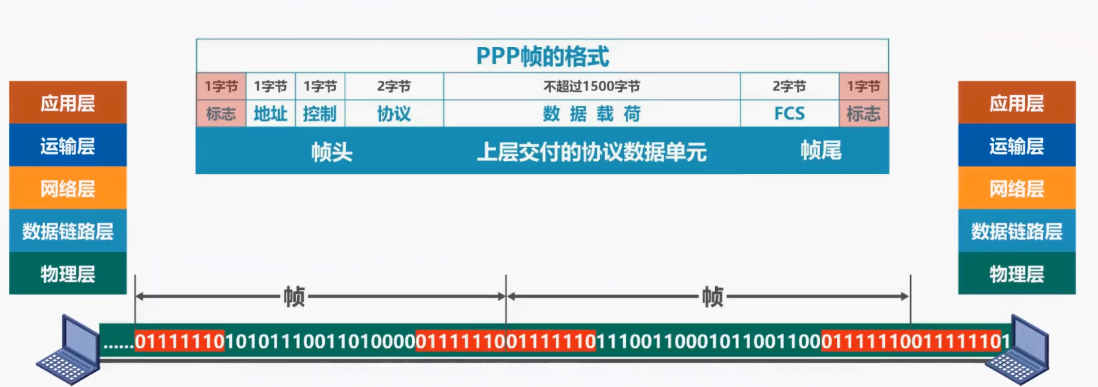 PPP帧的格式
1字节 1字节 1字节 2字节 不超过1500字节 2字节 1字节
标志 地址 控制 协议 数据载荷 FCS 标志
帧头 上层交付的协议数据单元 帧尾
应用层
运输层
网络层
数据链路层
物理层
应用层
运输层
网络层
数据链路层
物理层
帧 帧
......011111101010111001101000001111110011111101110011000101100110001111110011111101